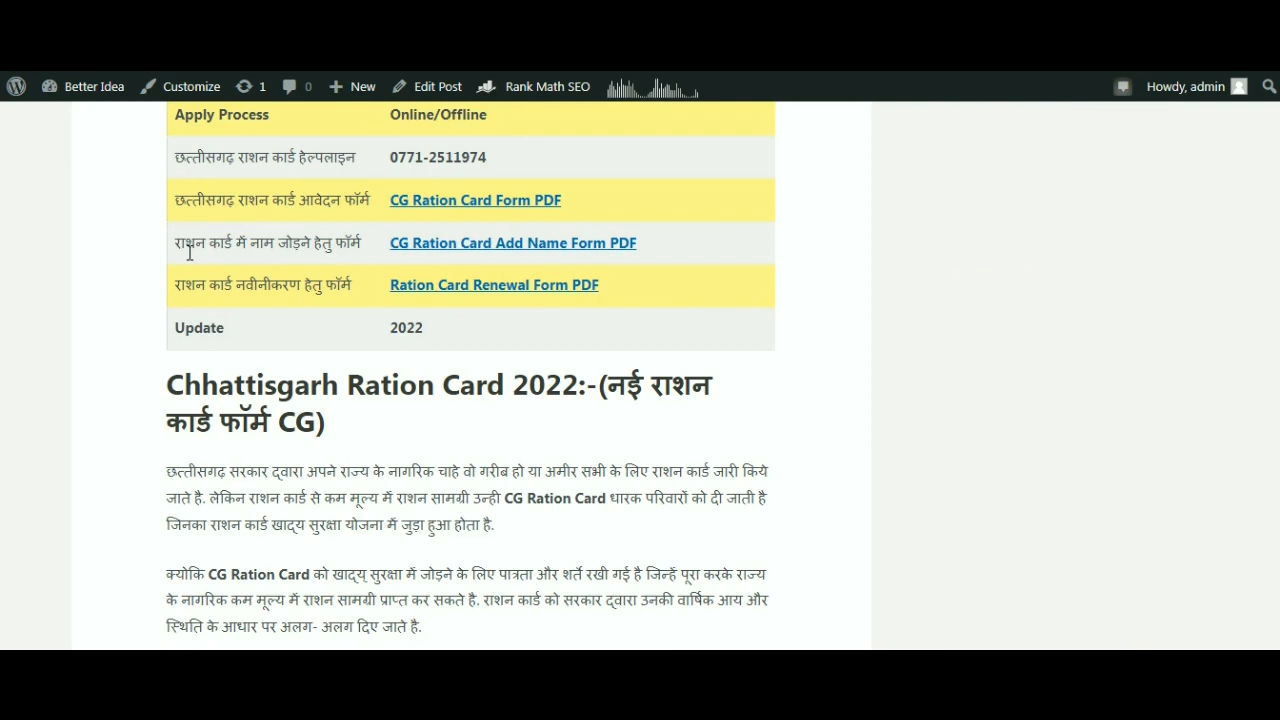 Better Idea Customize 1 0 New Edit Post Rank Math SEO Howdy, admin
Apply Process Online/Offline
छत्तीसगढ़ राशन कार्ड हेल्पलाइन 0771-2511974
छत्तीसगढ़ राशन कार्ड आवेदन फॉर्म CG Ration Card Form PDF
राशन कार्ड में नाम जोड़ने हेतु फॉर्म CG Ration Card Add Name Form PDF
राशन कार्ड नवीनीकरण हेतु फॉर्म Ration Card Renewal Form PDF
Update 2022
Chhattisgarh Ration Card 2022:-(नई राशन
कार्ड फॉर्म CG)
छत्तीसगढ़ सरकार द्वारा अपने राज्य के नागरिक चाहे वो गरीब हो या अमीर सभी के लिए राशन कार्ड जारी किये
जाते है. लेकिन राशन कार्ड से कम मूल्य में राशन सामग्री उन्ही CG Ration Card धारक परिवारों को दी जाती है
जिनका राशन कार्ड खाद्य सुरक्षा योजना में जुड़ा हुआ होता है.
क्योकि CG Ration Card को खाद्य् सुरक्षा में जोड़ने के लिए पात्रता और शर्ते रखी गई है जिन्हें पूरा करके राज्य
के नागरिक कम मूल्य में राशन सामग्री प्राप्त कर सकते है. राशन कार्ड को सरकार द्वारा उनकी वार्षिक आय और
स्थिति के आधार पर अलग- अलग दिए जाते है.